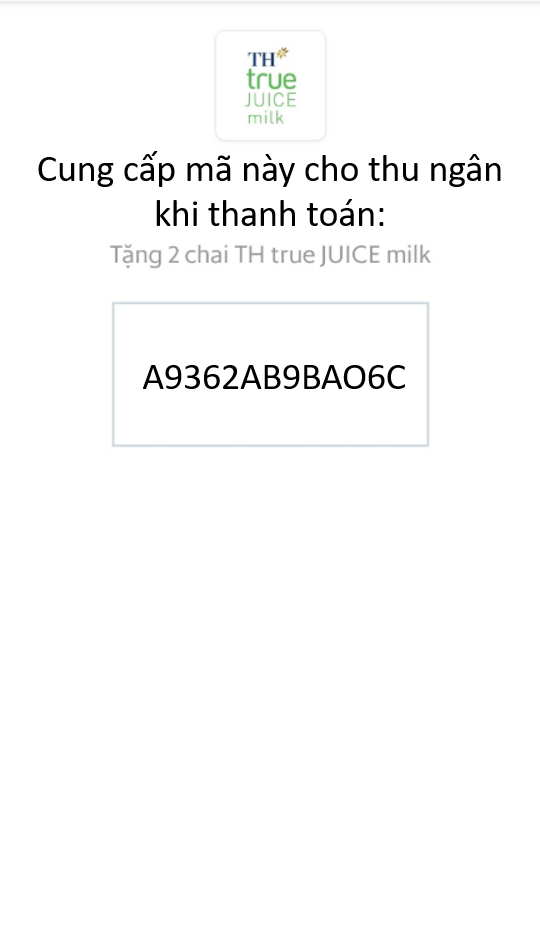 TH
true
JUICE
milk
Cung cấp mã này cho thu ngân
khi thanh toán:
Tặng 2 chai TH true JUICE milk
A9362AB9BAO6C